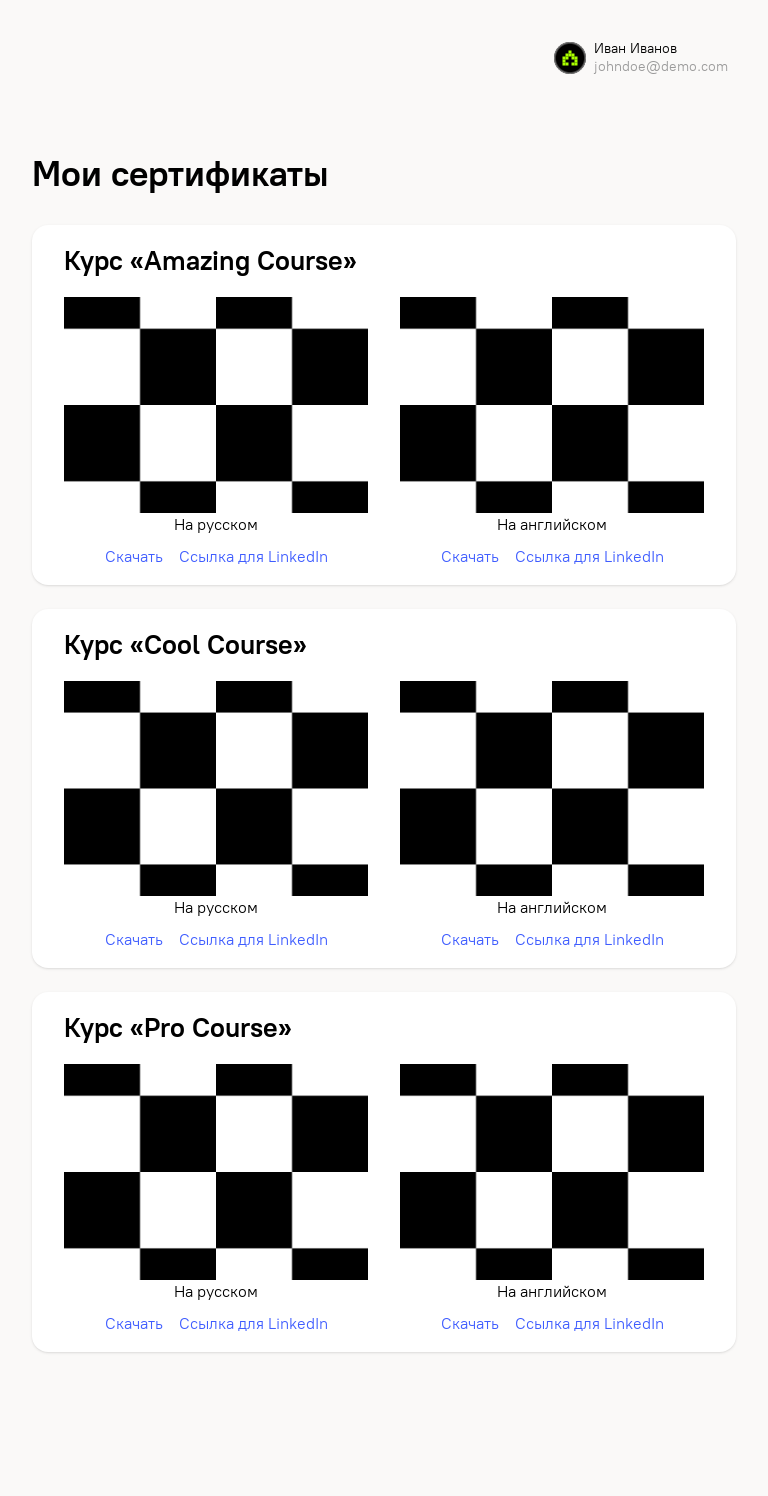 Иван Иванов
johndoe@demo.com
Мои сертификаты
Курс «Amazing Course»
На русском
На английском
Скачать Ссылка для LinkedIn
Скачать Ссылка для LinkedIn
Курс «Cool Course»
На русском
На английском
Скачать Ссылка для LinkedIn
Скачать Ссылка для LinkedIn
Курс «Pro Course»
На русском
На английском
Скачать Ссылка для LinkedIn
Скачать Ссылка для LinkedIn